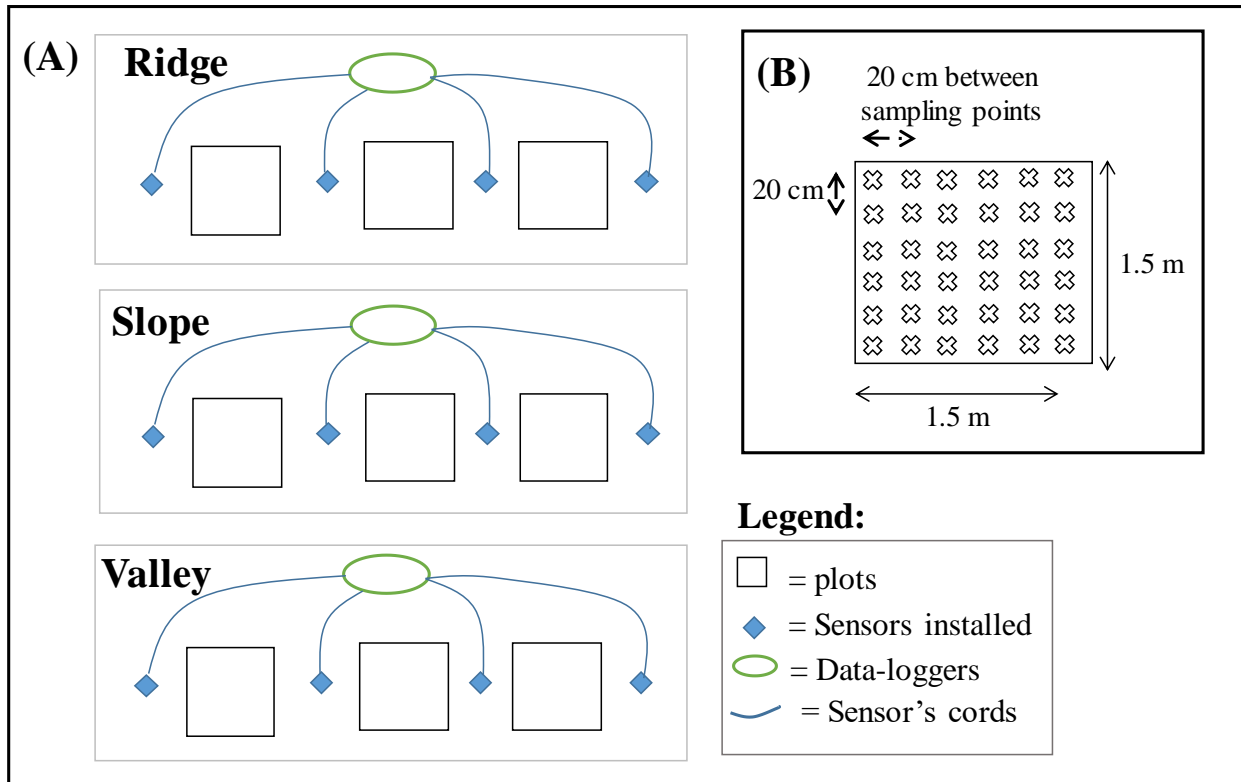 (A)
Ridge
Slope
Valley
(B)
20 cm between
sampling points
20 cm
1.5 m
1.5 m
Legend:
= plots
= Sensors installed
= Data-loggers
= Sensor’s cords